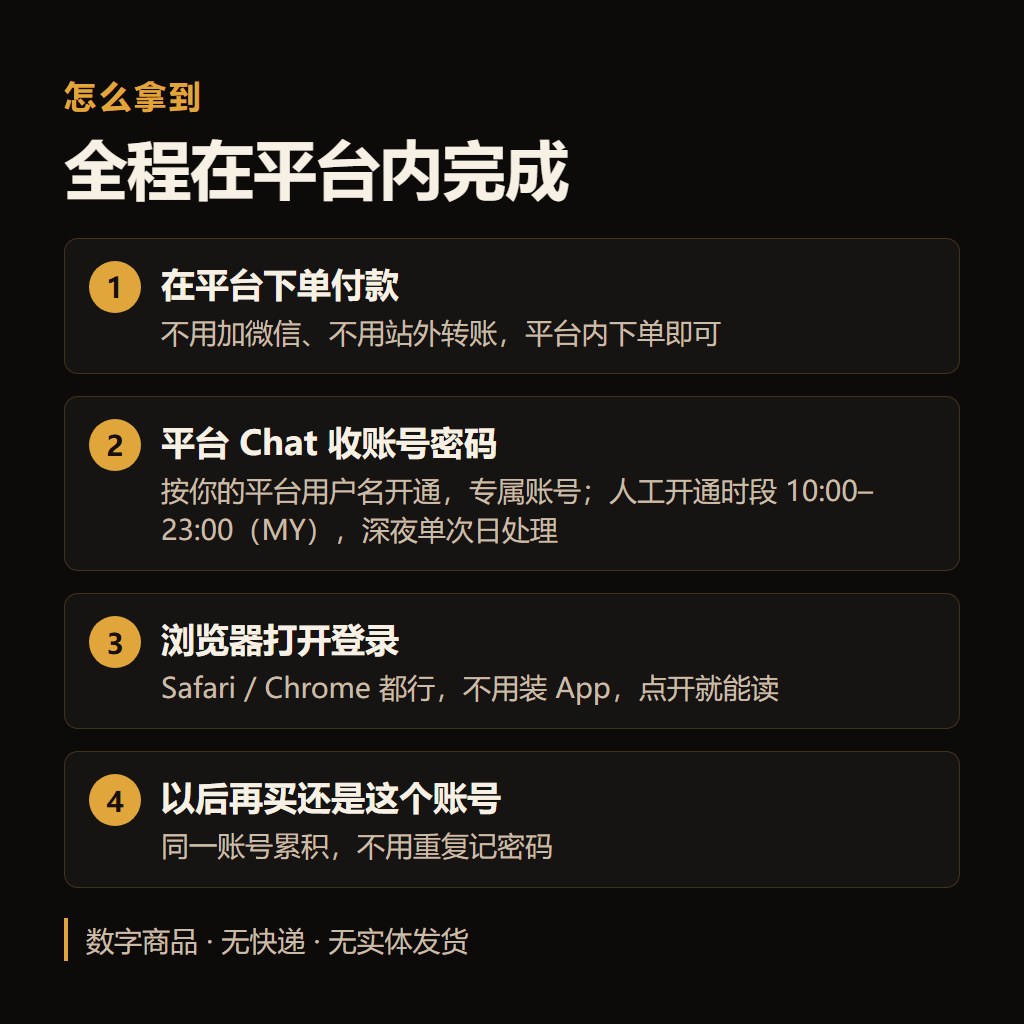 怎么拿到
全程在平台内完成
1
在平台下单付款
不用加微信、不用站外转账，平台内下单即可
2
平台 Chat 收账号密码
按你的平台用户名开通，专属账号；人工开通时段 10:00–
23:00（MY），深夜单次日处理
3
浏览器打开登录
Safari / Chrome 都行，不用装 App，点开就能读
4
以后再买还是这个账号
同一账号累积，不用重复记密码
数字商品 · 无快递 · 无实体发货